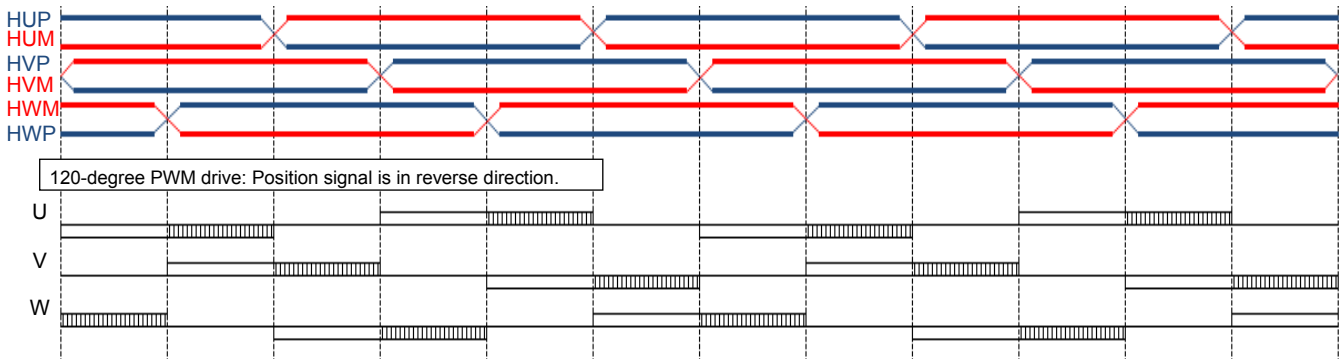 HUP
HUM
HVP
HVM
HWM
HWP
120-degree PWM drive: Position signal is in reverse direction.
U
V
W